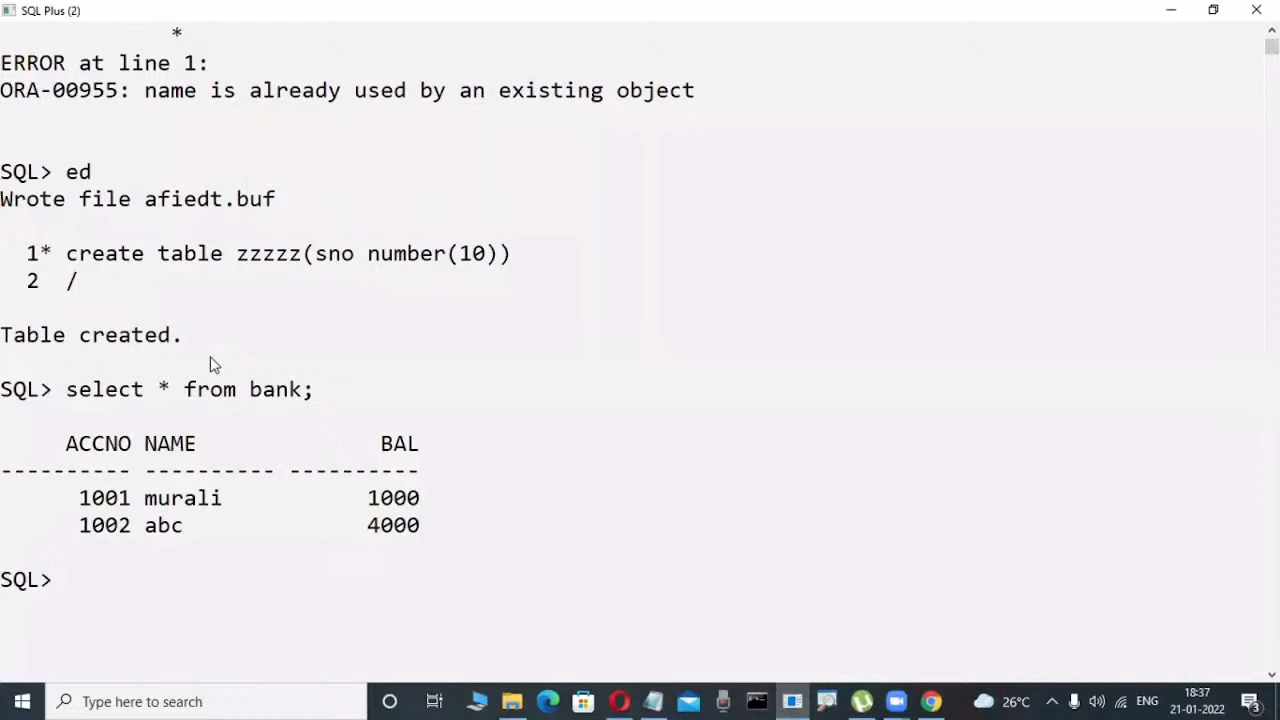 SQL Plus (2)
*
ERROR at line 1:
ORA-00955: name is already used by an existing object
SQL> ed
Wrote file afiedt.buf
1* create table zzzzz(sno number(10))
2 /
Table created.
SQL> select * from bank;
ACCNO NAME BAL
---------- ---------- ----------
1001 murali 1000
1002 abc 4000
SQL>
Type here to search
26°C
ENG
18:37
21-01-2022
3